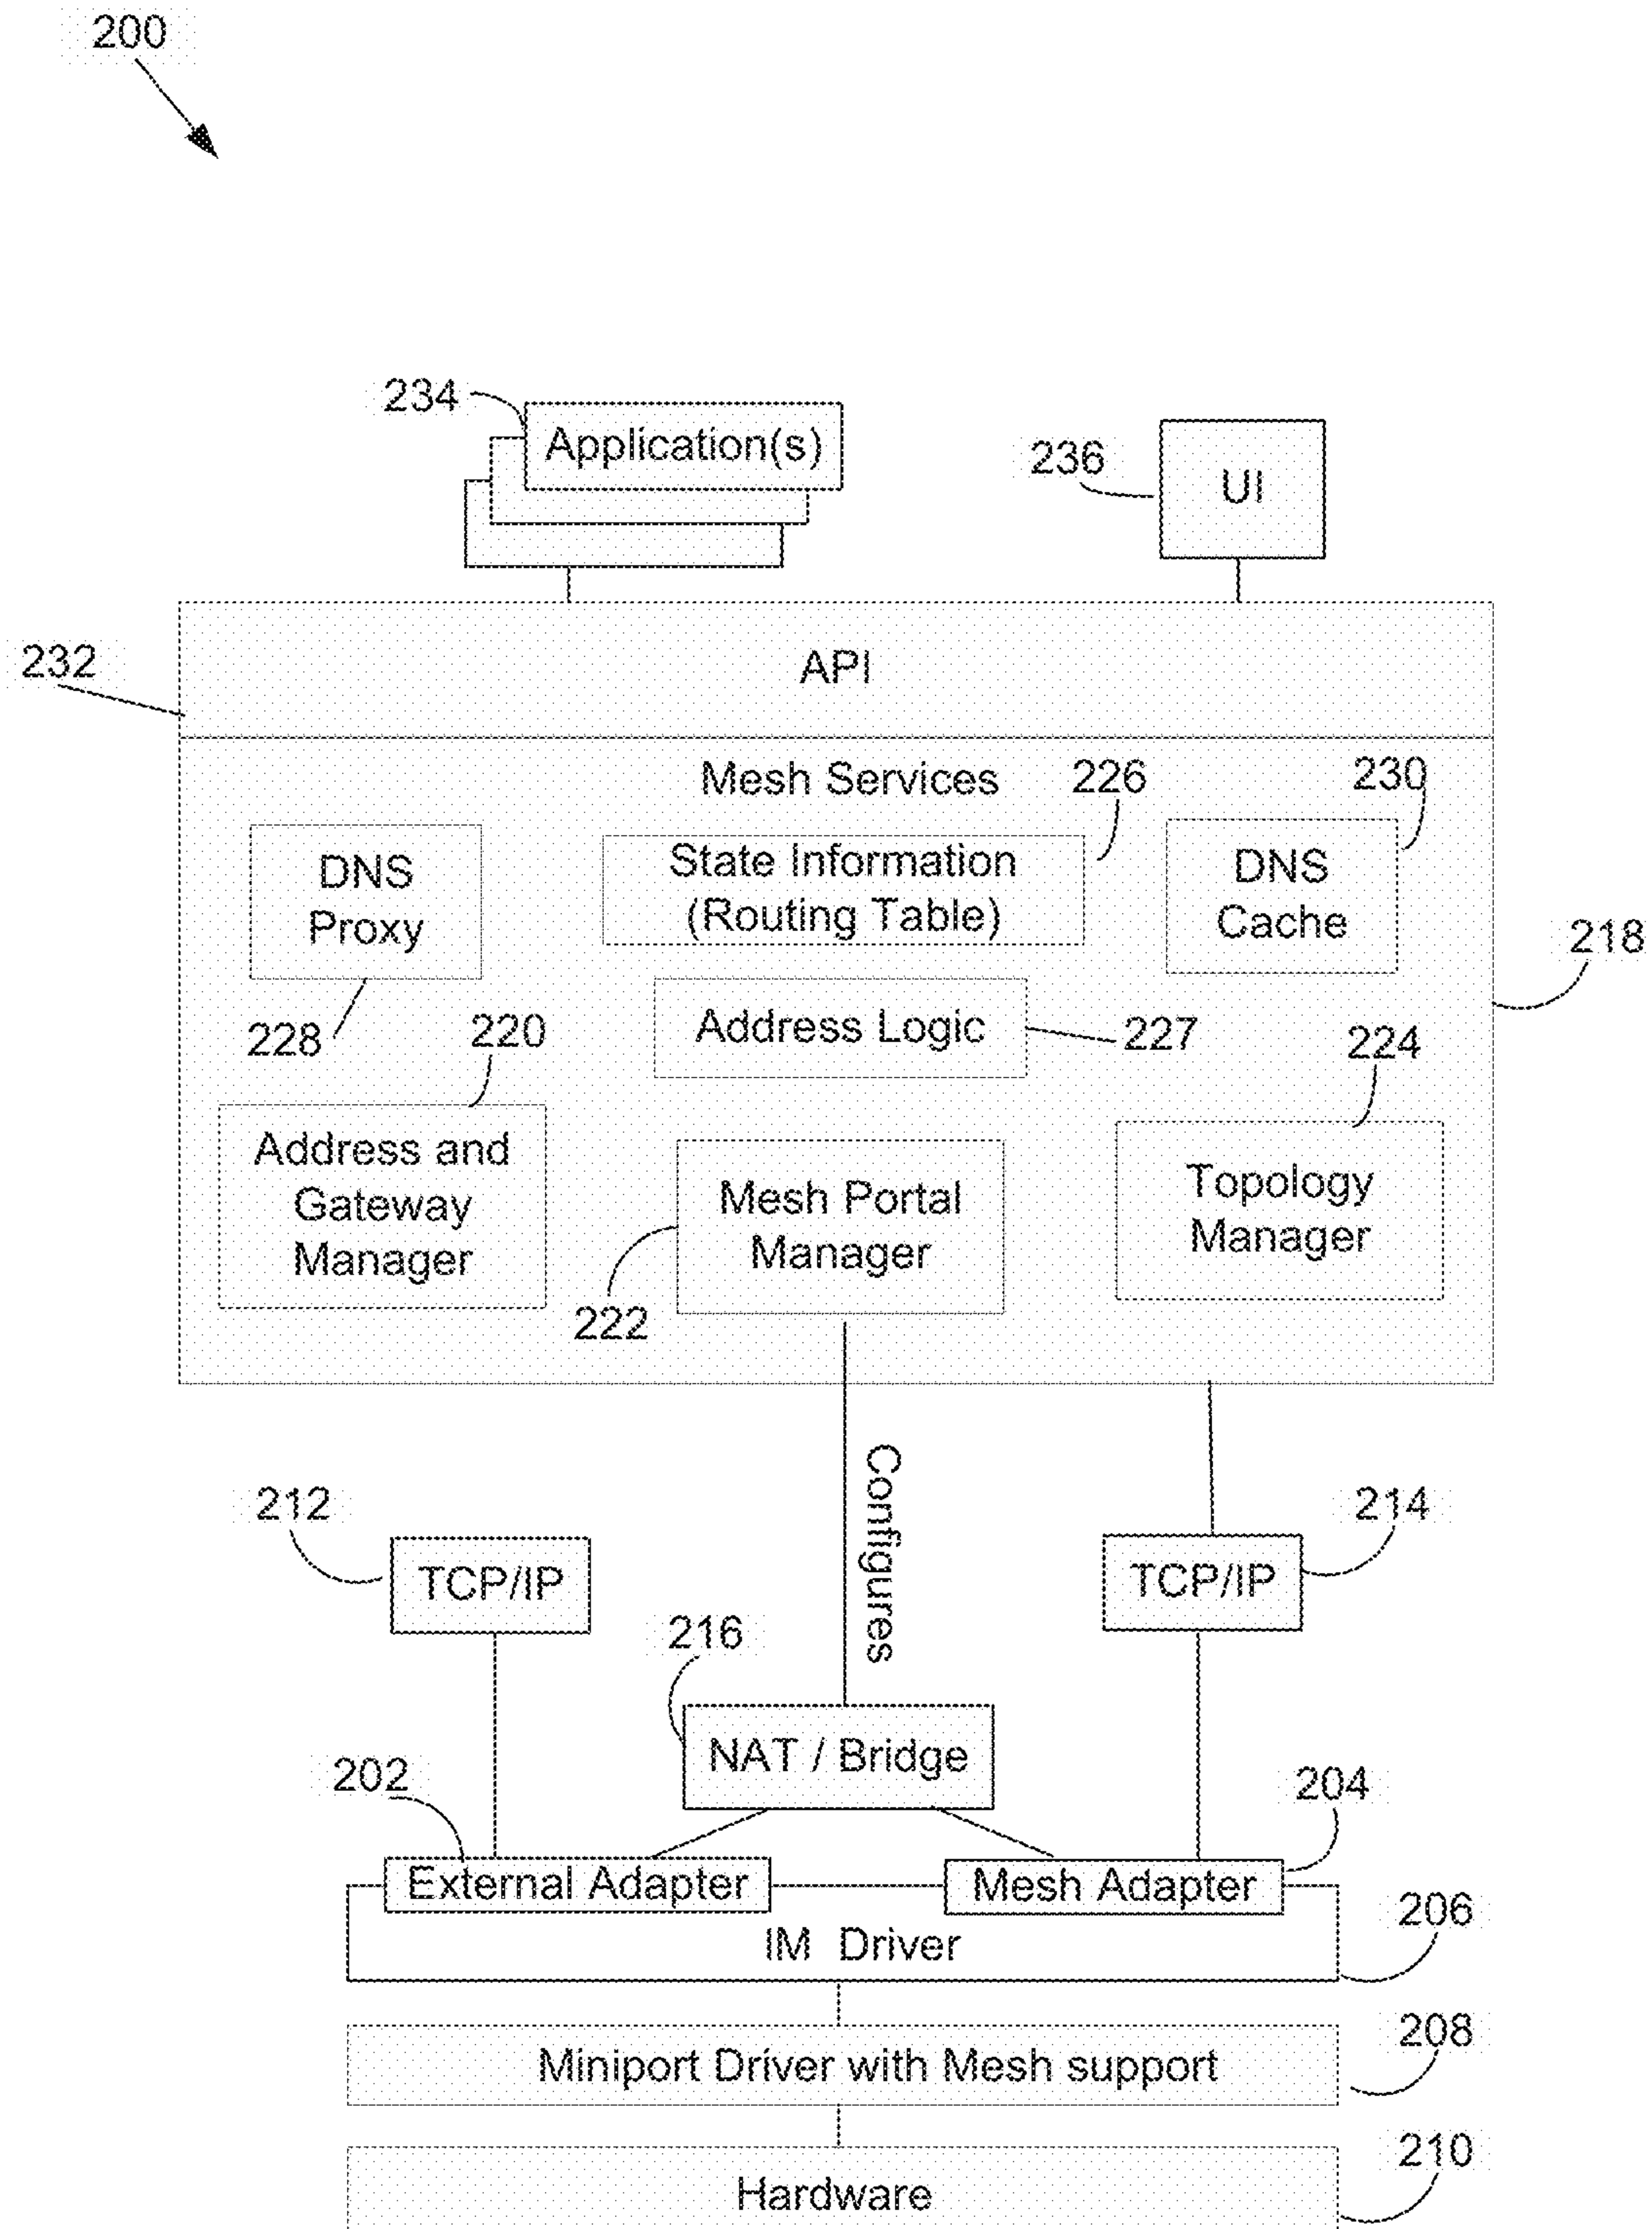 200
234
Application(s)
236
UI
232
API
Mesh Services
226
230
DNS
Proxy
State Information
(Routing Table)
DNS
Cache
218
228
220
Address Logic
227
224
Address and
Gateway
Manager
Mesh Portal
Manager
Topology
Manager
222
Configures
212
TCP/IP
214
TCP/IP
216
NAT / Bridge
202
204
External Adapter
Mesh Adapter
IM Driver
206
Miniport Driver with Mesh support
208
Hardware
210